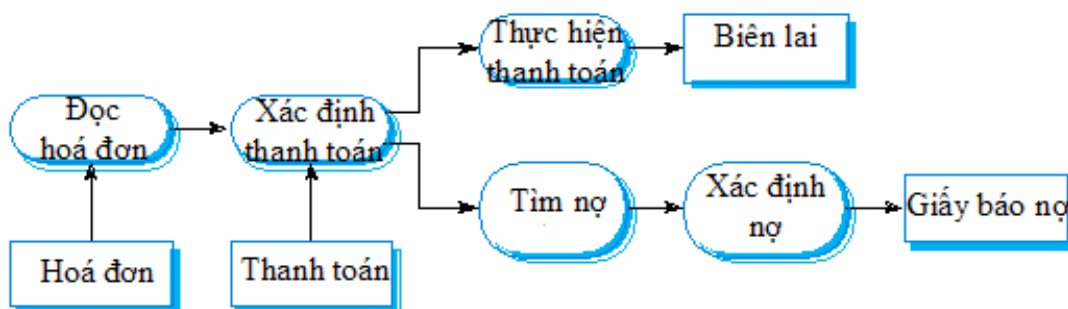 Thực hiện
thanh toán
Biên lai
Đọc
hoá đơn
Xác định
thanh toán
Tìm nợ
Xác định
nợ
Giấy báo nợ
Hoá đơn
Thanh toán